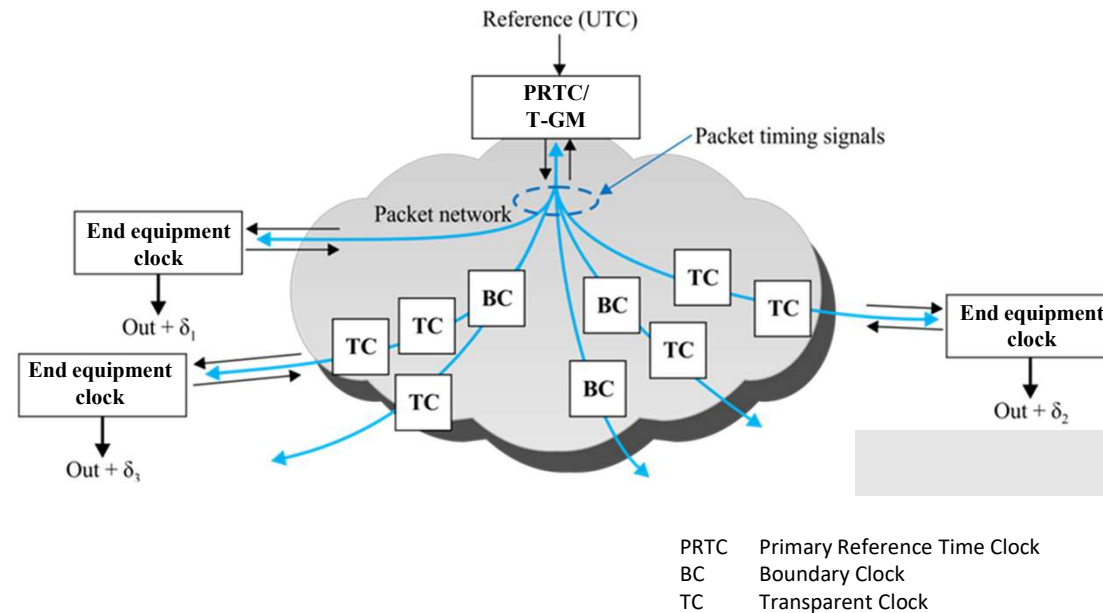 Reference (UTC)
PRTC/
T-GM
Packet timing signals
Packet network
End equipment
clock
Out + δ1
BC
TC
TC
End equipment
clock
Out + δ3
TC
BC
TC
BC
TC
TC
End equipment
clock
Out + δ2
PRTC Primary Reference Time Clock
BC Boundary Clock
TC Transparent Clock